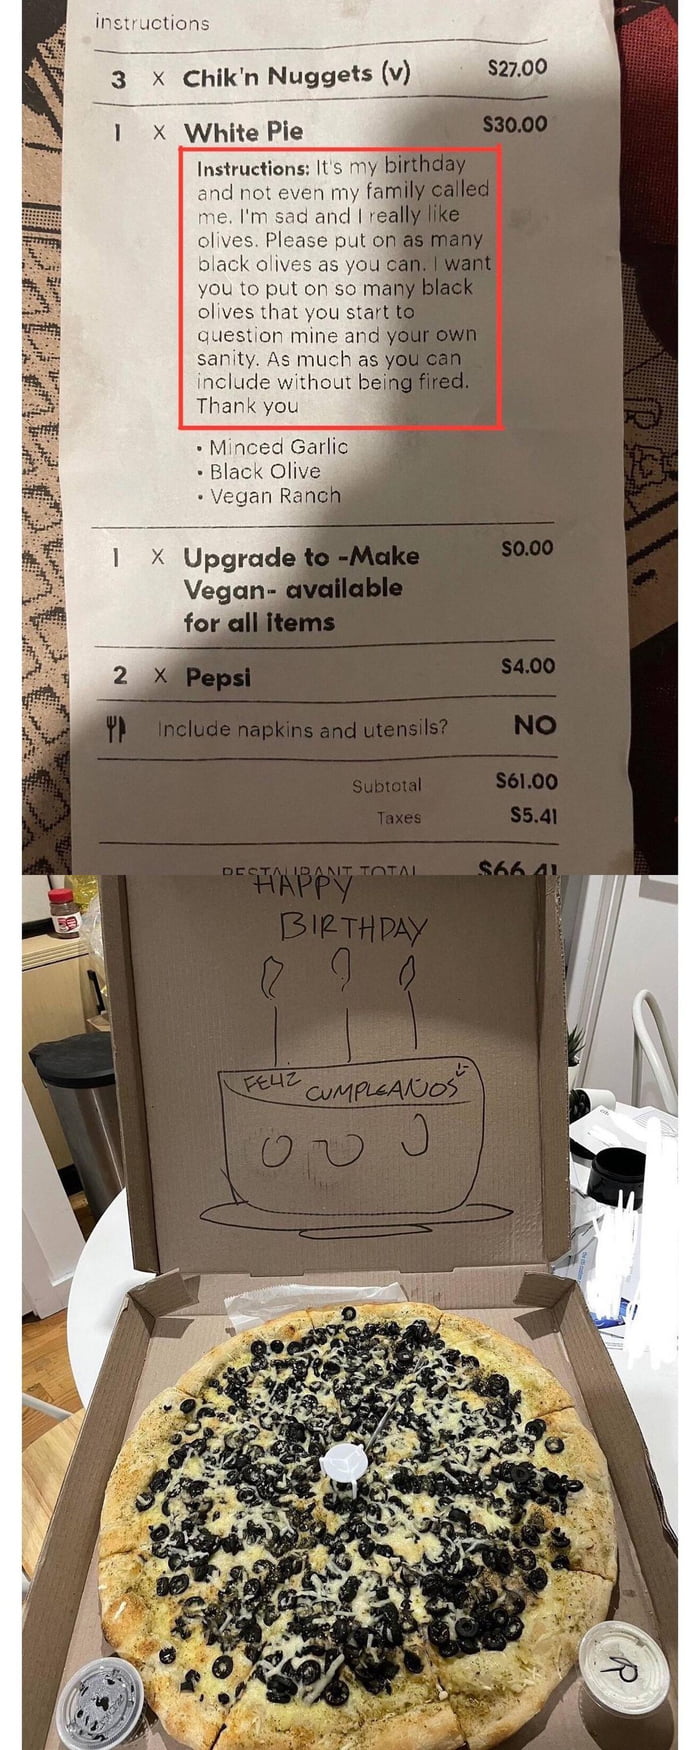 instructions
3 x Chik'n Nuggets (v) $27.00
1 x White Pie $30.00
Instructions: It's my birthday
and not even my family called
me. I'm sad and I really like
olives. Please put on as many
black olives as you can. I want
you to put on so many black
olives that you start to
question mine and your own
sanity. As much as you can
include without being fired.
Thank you
• Minced Garlic
• Black Olive
• Vegan Ranch
1 x Upgrade to -Make $0.00
Vegan- available
for all items
2 x Pepsi $4.00
Include napkins and utensils? NO
Subtotal $61.00
Taxes $5.41
RESTAURANT TOTAL $66.41
HAPPY
BIRTHDAY
FELIZ CUMPLEAÑOS
R